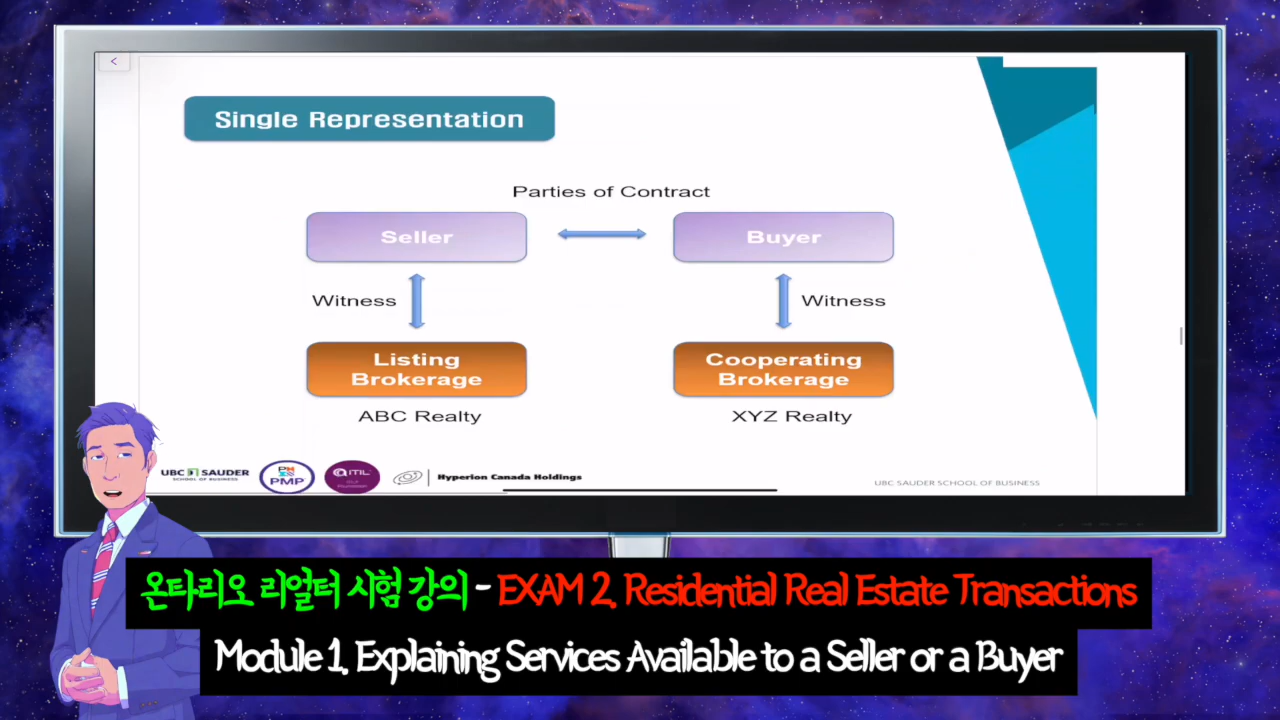 <
Single Representation
Parties of Contract
Seller
Buyer
Witness
Witness
Listing
Brokerage
Cooperating
Brokerage
ABC Realty
XYZ Realty
UBC SAUDER
SCHOOL OF BUSINESS
PMP
ITIL
Hyperion Canada Holdings
UBC SAUDER SCHOOL OF BUSINESS
온타리오 리얼터 시험 강의 - EXAM 2. Residential Real Estate Transactions
Module 1. Explaining Services Available to a Seller or a Buyer